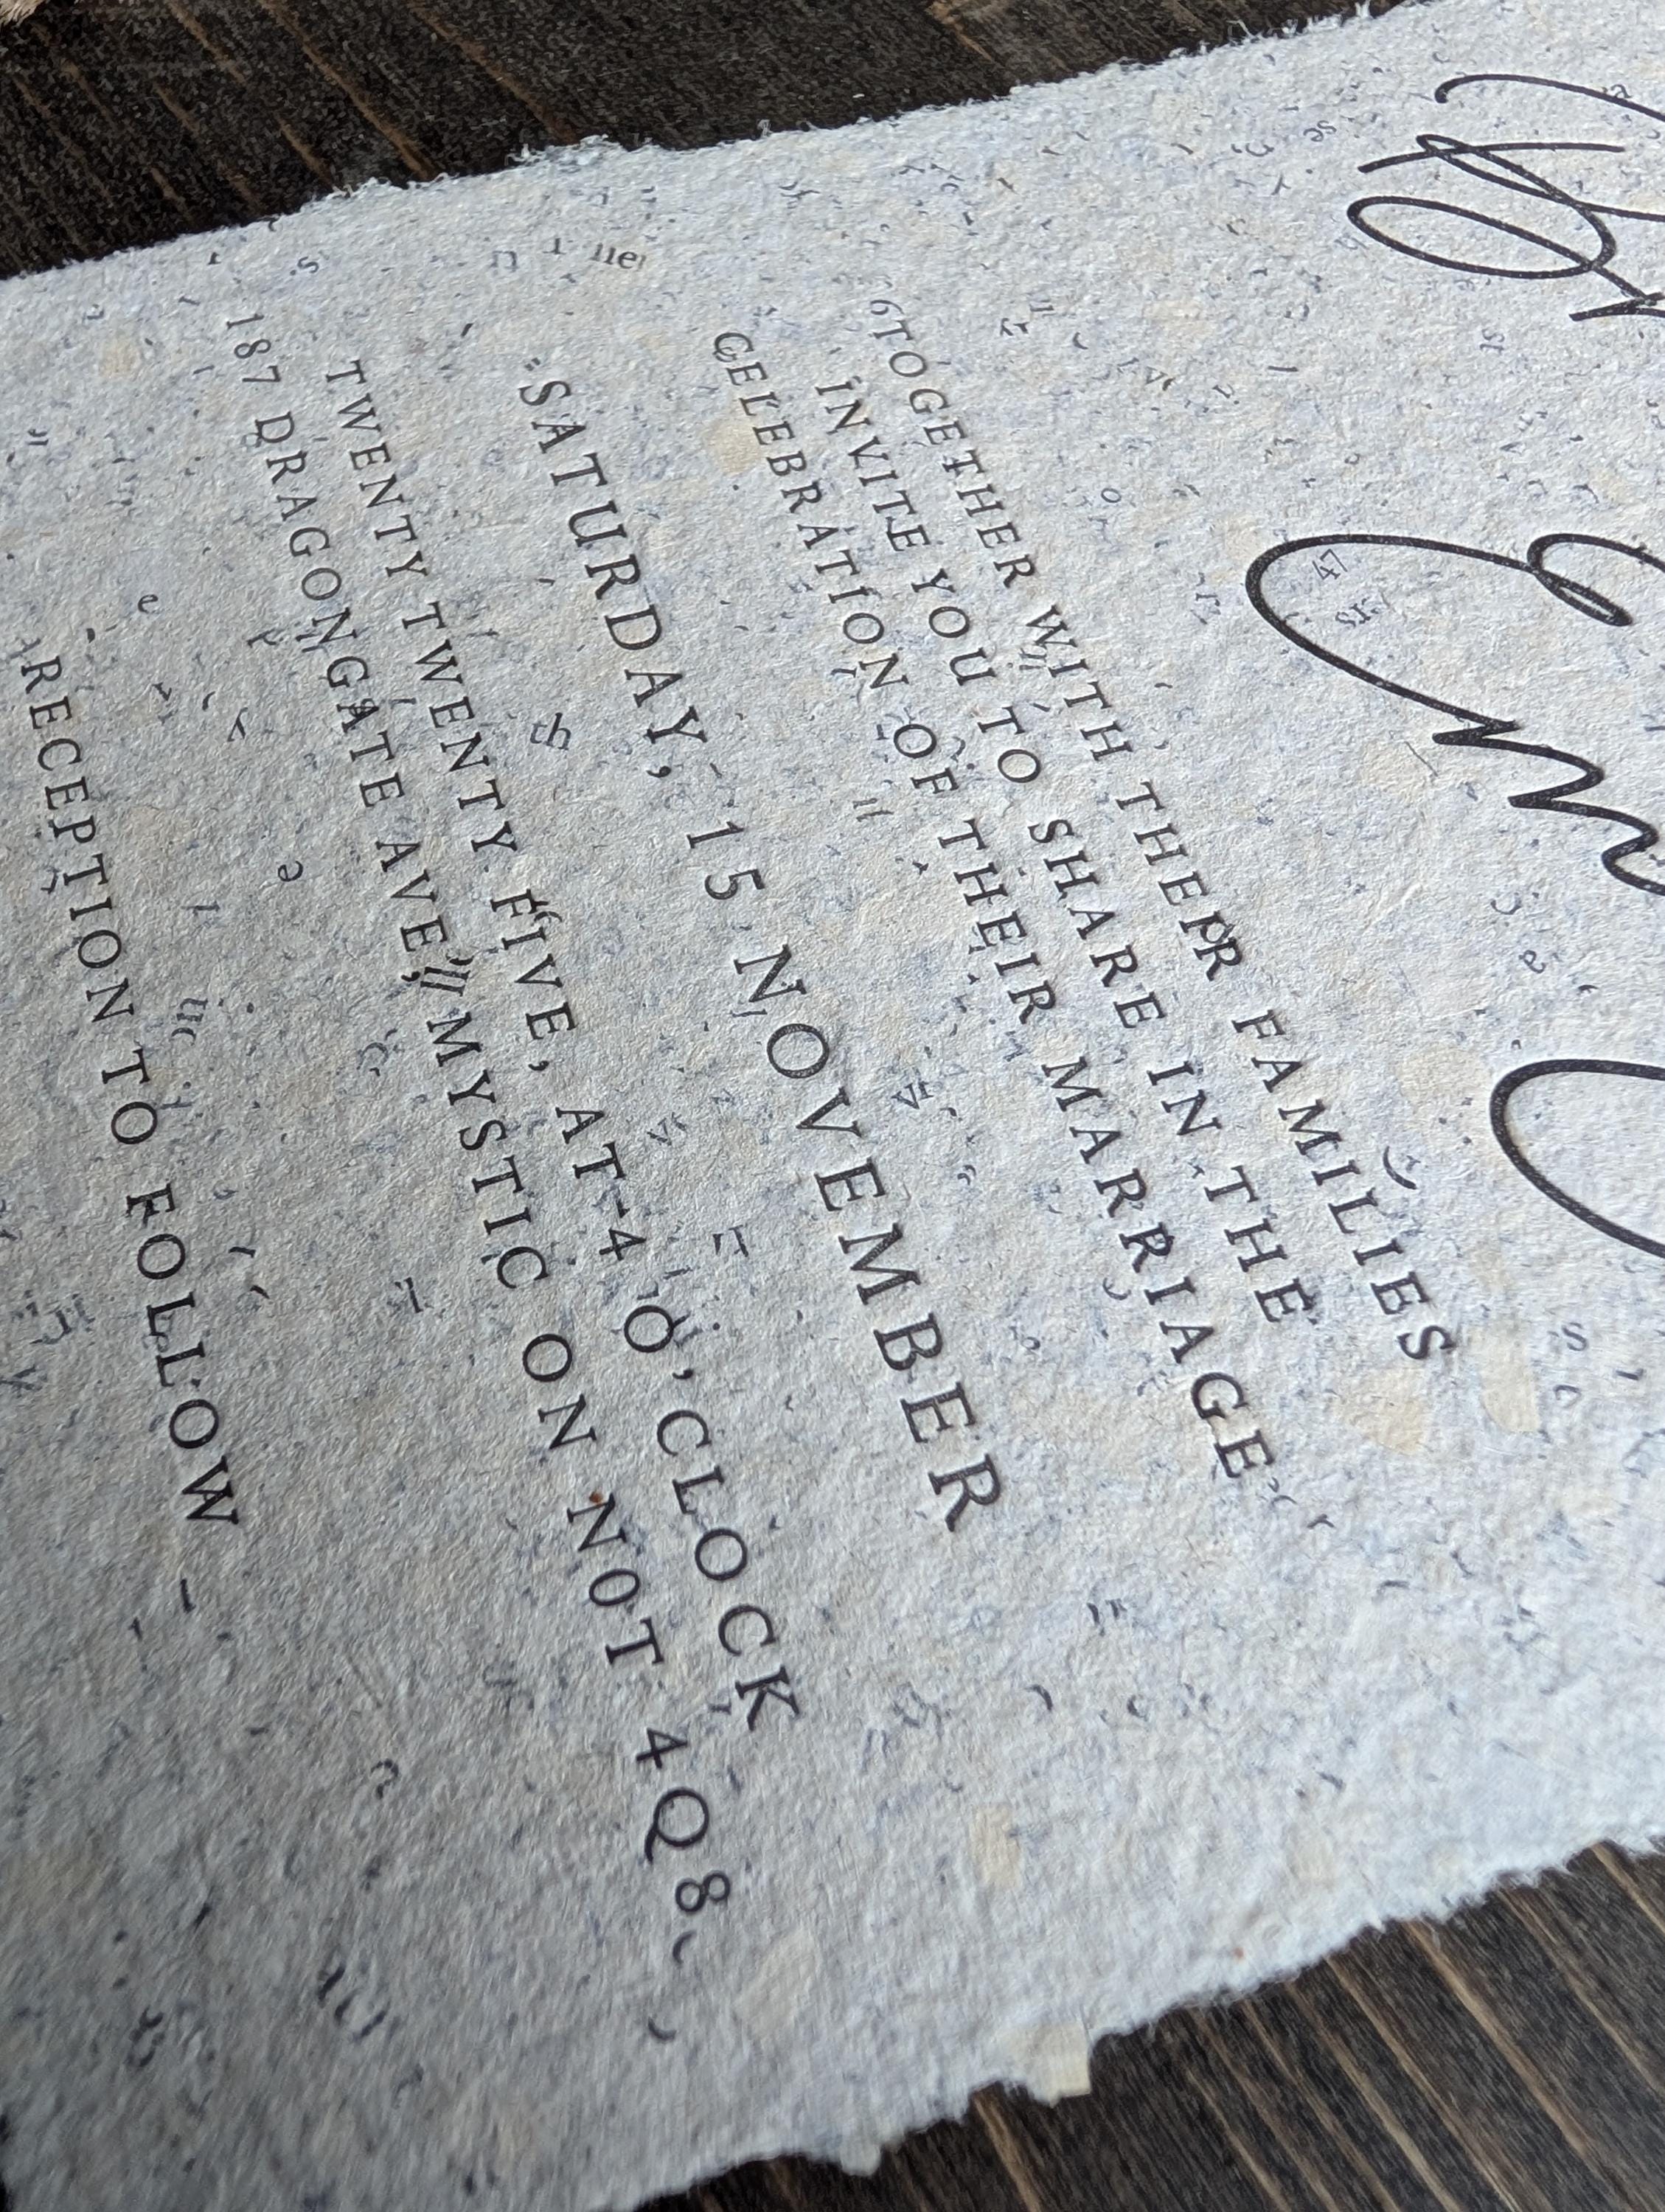 TOGETHER WITH THEIR FAMILIES
INVITE YOU TO SHARE IN THE
CELEBRATION OF THEIR MARRIAGE
SATURDAY, 15 NOVEMBER
TWENTY TWENTY FIVE, AT 4 O'CLOCK
187 DRAGONGATE AVE, MYSTIC ON N0T 4Q8
RECEPTION TO FOLLOW